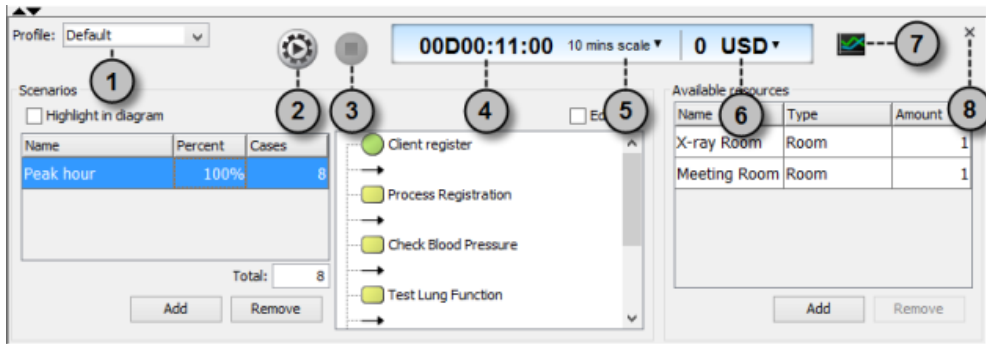 Profile: Default
00D00:11:00 10 mins scale ▼ 0 USD ▼
1 2 3 4 5 6 7 8
Scenarios
Highlight in diagram
Name Percent Cases
Peak hour 100% 8
Total: 8
Add Remove
Client register
Process Registration
Check Blood Pressure
Test Lung Function
Available resources
Name Type Amount
X-ray Room Room 1
Meeting Room Room 1
Add Remove